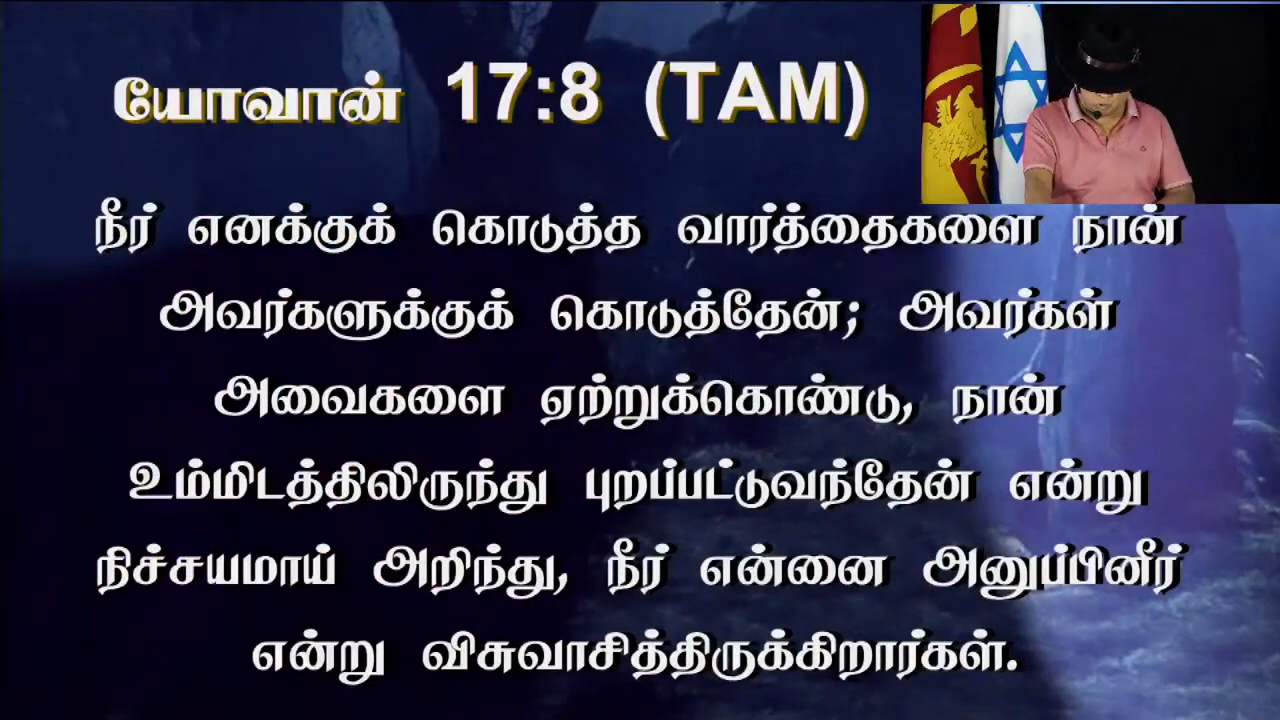 யோவான் 17:8 (TAM)
நீர் எனக்குக் கொடுத்த வார்த்தைகளை நான்
அவர்களுக்குக் கொடுத்தேன்; அவர்கள்
அவைகளை ஏற்றுக்கொண்டு, நான்
உம்மிடத்திலிருந்து புறப்பட்டுவந்தேன் என்று
நிச்சயமாய் அறிந்து, நீர் என்னை அனுப்பினீர்
என்று விசுவாசித்திருக்கிறார்கள்.